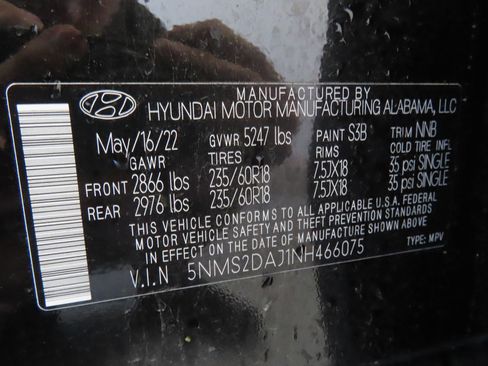 MANUFACTURED BY
HYUNDAI MOTOR MANUFACTURING ALABAMA, LLC
May/16/22 GVWR 5247 lbs PAINT S3B TRIM NNB
GAWR TIRES RIMS COLD TIRE INFL
FRONT 2866 lbs 235/60R18 7.5JX18 35 psi SINGLE
REAR 2976 lbs 235/60R18 7.5JX18 35 psi SINGLE
THIS VEHICLE CONFORMS TO ALL APPLICABLE U.S.A. FEDERAL
MOTOR VEHICLE SAFETY AND THEFT PREVENTION STANDARDS
IN EFFECT ON THE DATE OF MANUFACTURE SHOWN ABOVE
V.I.N 5NMS2DAJ1NH466075 TYPE: MPV